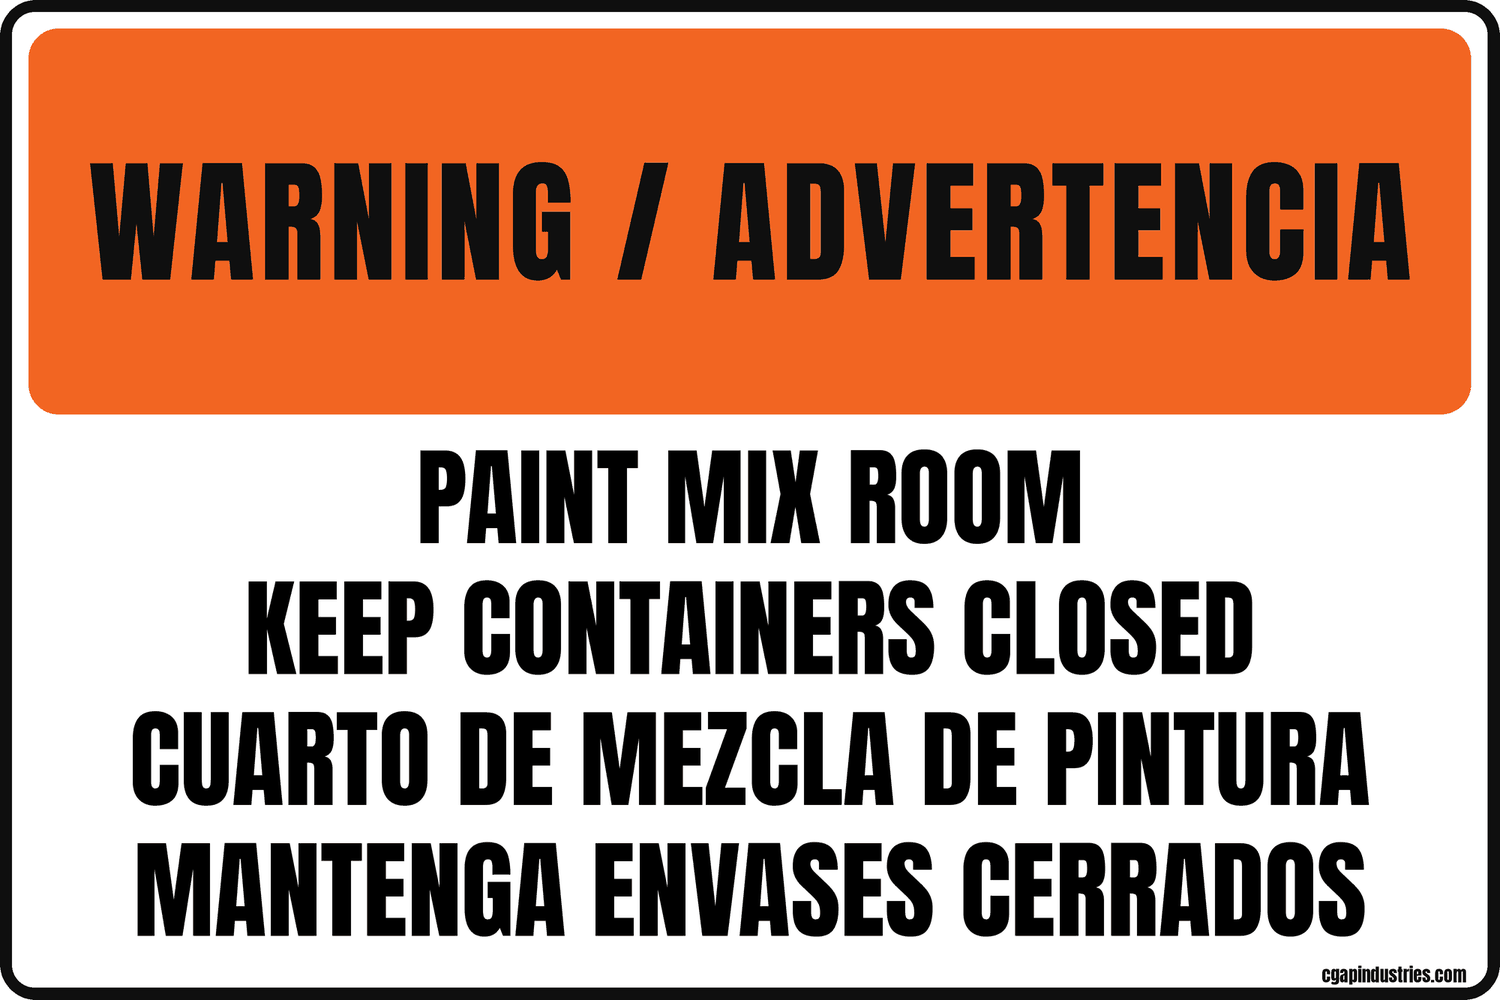 WARNING / ADVERTENCIA
PAINT MIX ROOM
KEEP CONTAINERS CLOSED
CUARTO DE MEZCLA DE PINTURA
MANTENGA ENVASES CERRADOS
cgapindustries.com